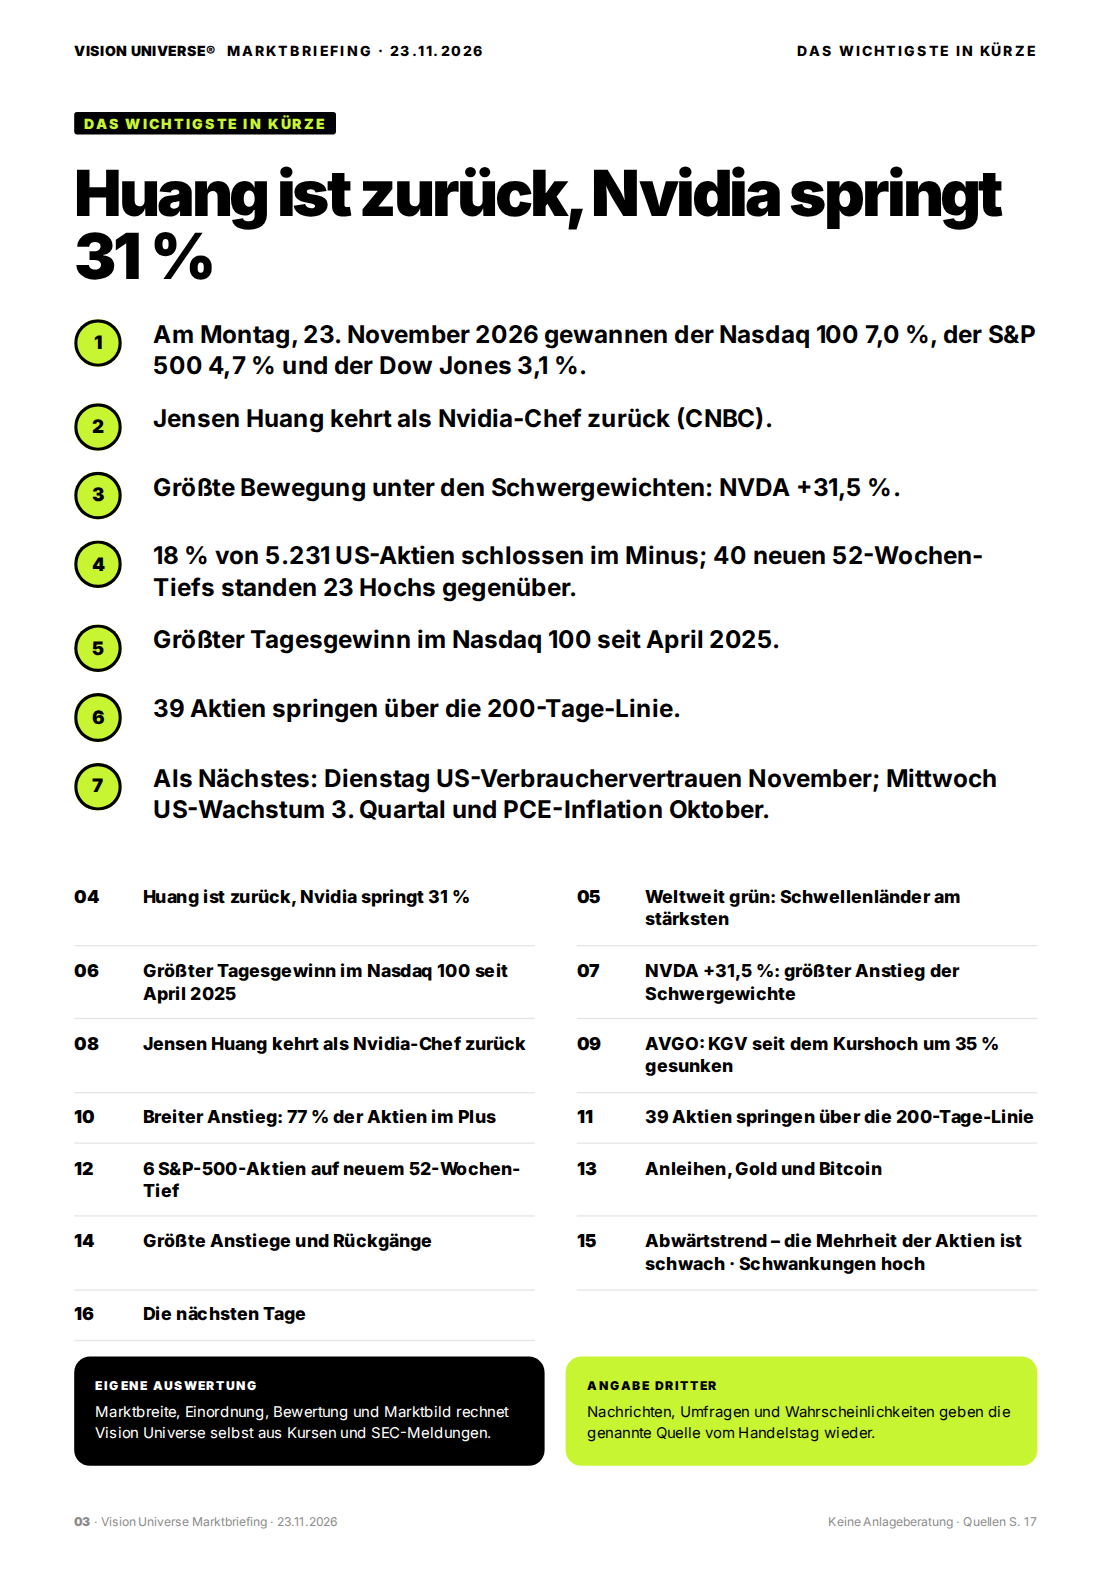 VISION UNIVERSE® MARKTBRIEFING · 23.11.2026
DAS WICHTIGSTE IN KÜRZE
DAS WICHTIGSTE IN KÜRZE
Huang ist zurück, Nvidia springt
31 %
1
Am Montag, 23. November 2026 gewannen der Nasdaq 100 7,0 %, der S&P
500 4,7 % und der Dow Jones 3,1 %.
2
Jensen Huang kehrt als Nvidia-Chef zurück (CNBC).
3
Größte Bewegung unter den Schwergewichten: NVDA +31,5 %.
4
18 % von 5.231 US-Aktien schlossen im Minus; 40 neuen 52-Wochen-
Tiefs standen 23 Hochs gegenüber.
5
Größter Tagesgewinn im Nasdaq 100 seit April 2025.
6
39 Aktien springen über die 200-Tage-Linie.
7
Als Nächstes: Dienstag US-Verbrauchervertrauen November; Mittwoch
US-Wachstum 3. Quartal und PCE-Inflation Oktober.
04 Huang ist zurück, Nvidia springt 31 %
05 Weltweit grün: Schwellenländer am
stärksten
06 Größter Tagesgewinn im Nasdaq 100 seit
April 2025
07 NVDA +31,5 %: größter Anstieg der
Schwergewichte
08 Jensen Huang kehrt als Nvidia-Chef zurück
09 AVGO: KGV seit dem Kurshoch um 35 %
gesunken
10 Breiter Anstieg: 77 % der Aktien im Plus
11 39 Aktien springen über die 200-Tage-Linie
12 6 S&P-500-Aktien auf neuem 52-Wochen-
Tief
13 Anleihen, Gold und Bitcoin
14 Größte Anstiege und Rückgänge
15 Abwärtstrend – die Mehrheit der Aktien ist
schwach · Schwankungen hoch
16 Die nächsten Tage
EIGENE AUSWERTUNG
Marktbreite, Einordnung, Bewertung und Marktbild rechnet
Vision Universe selbst aus Kursen und SEC-Meldungen.
ANGABE DRITTER
Nachrichten, Umfragen und Wahrscheinlichkeiten geben die
genannte Quelle vom Handelstag wieder.
03 · Vision Universe Marktbriefing · 23.11.2026
Keine Anlageberatung · Quellen S. 17